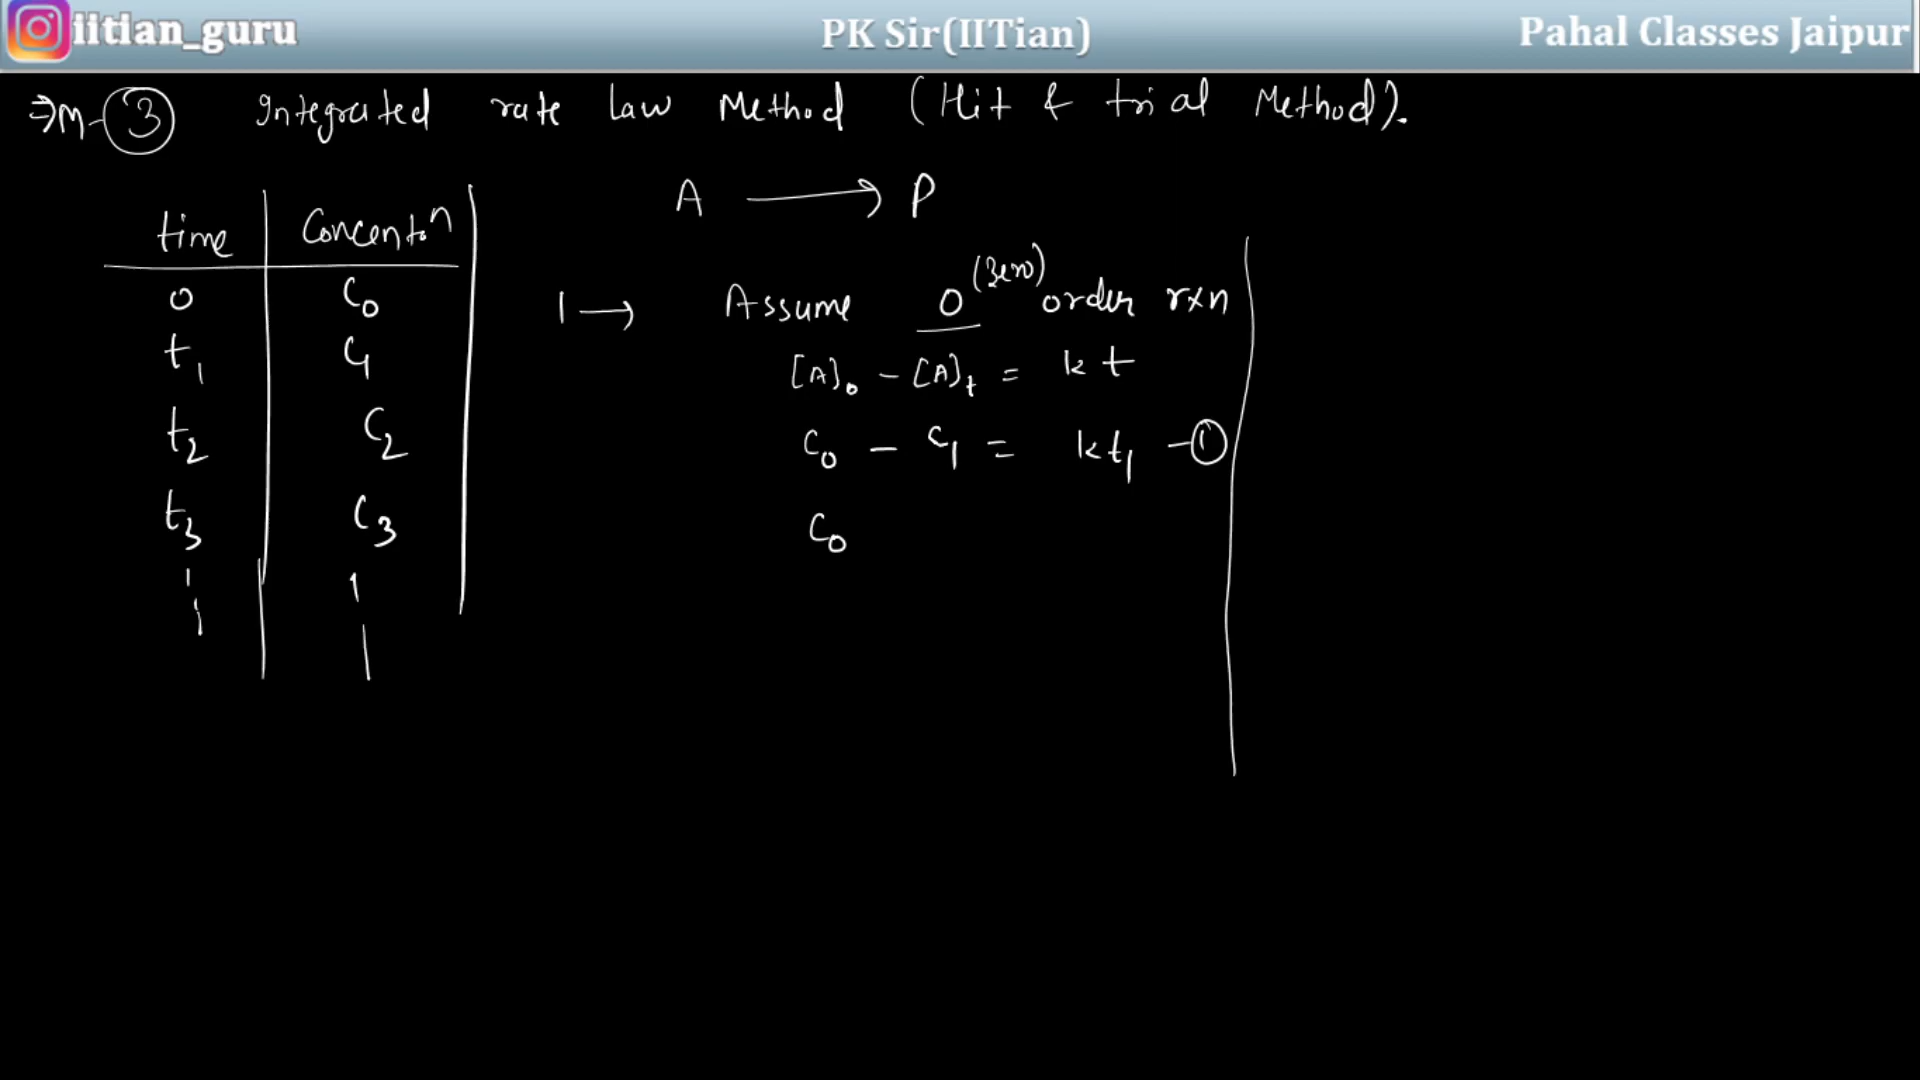 iitian_guru PK Sir(IITian) Pahal Classes Jaipur
⇒ M-③ Integrated rate law Method (Hit & trial Method).
A ⟶ P
time | Concentrⁿ
0 | C₀
t₁ | C₁
t₂ | C₂
t₃ | C₃
1 → Assume 0 (Zero) order rxn
[A]₀ - [A]ₜ = kt
C₀ - C₁ = kt₁ -①
C₀